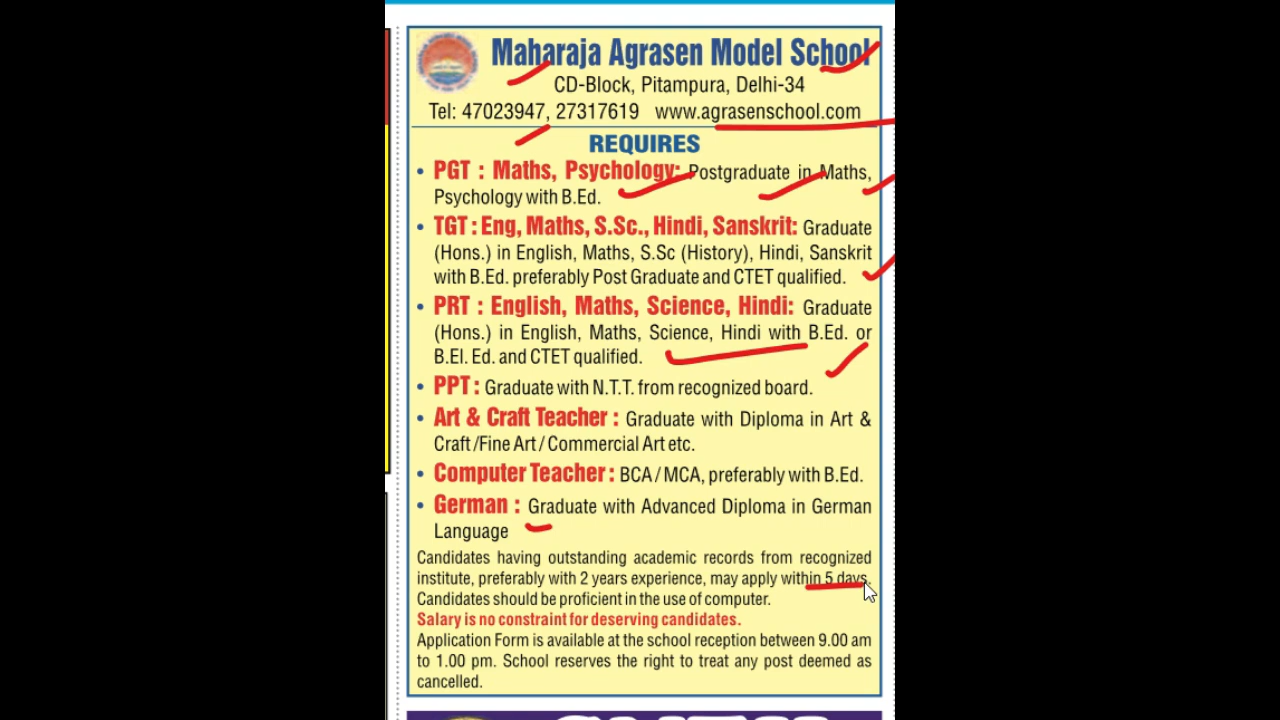 Maharaja Agrasen Model School
CD-Block, Pitampura, Delhi-34
Tel: 47023947, 27317619 www.agrasenschool.com
REQUIRES
• PGT : Maths, Psychology: Postgraduate in Maths,
Psychology with B.Ed.
• TGT : Eng, Maths, S.Sc., Hindi, Sanskrit: Graduate
(Hons.) in English, Maths, S.Sc (History), Hindi, Sanskrit
with B.Ed. preferably Post Graduate and CTET qualified.
• PRT : English, Maths, Science, Hindi: Graduate
(Hons.) in English, Maths, Science, Hindi with B.Ed. or
B.El. Ed. and CTET qualified.
• PPT : Graduate with N.T.T. from recognized board.
• Art & Craft Teacher : Graduate with Diploma in Art &
Craft /Fine Art / Commercial Art etc.
• Computer Teacher : BCA / MCA, preferably with B.Ed.
• German : Graduate with Advanced Diploma in German
Language
Candidates having outstanding academic records from recognized
institute, preferably with 2 years experience, may apply within 5 days.
Candidates should be proficient in the use of computer.
Salary is no constraint for deserving candidates.
Application Form is available at the school reception between 9.00 am
to 1.00 pm. School reserves the right to treat any post deemed as
cancelled.